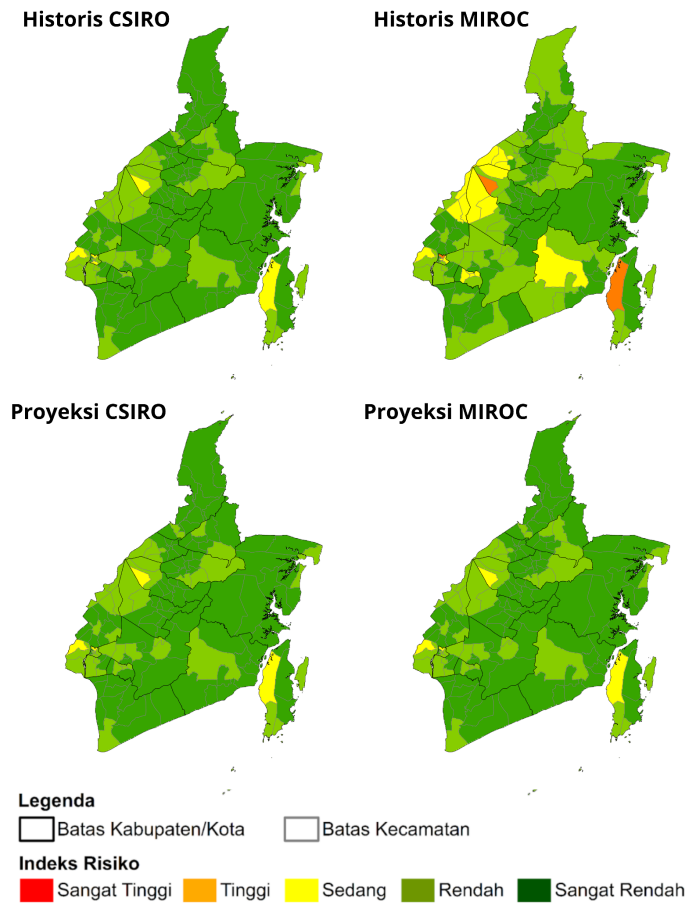 Historis CSIRO
Historis MIROC
Proyeksi CSIRO
Proyeksi MIROC
Legenda
Batas Kabupaten/Kota
Batas Kecamatan
Indeks Risiko
Sangat Tinggi
Tinggi
Sedang
Rendah
Sangat Rendah